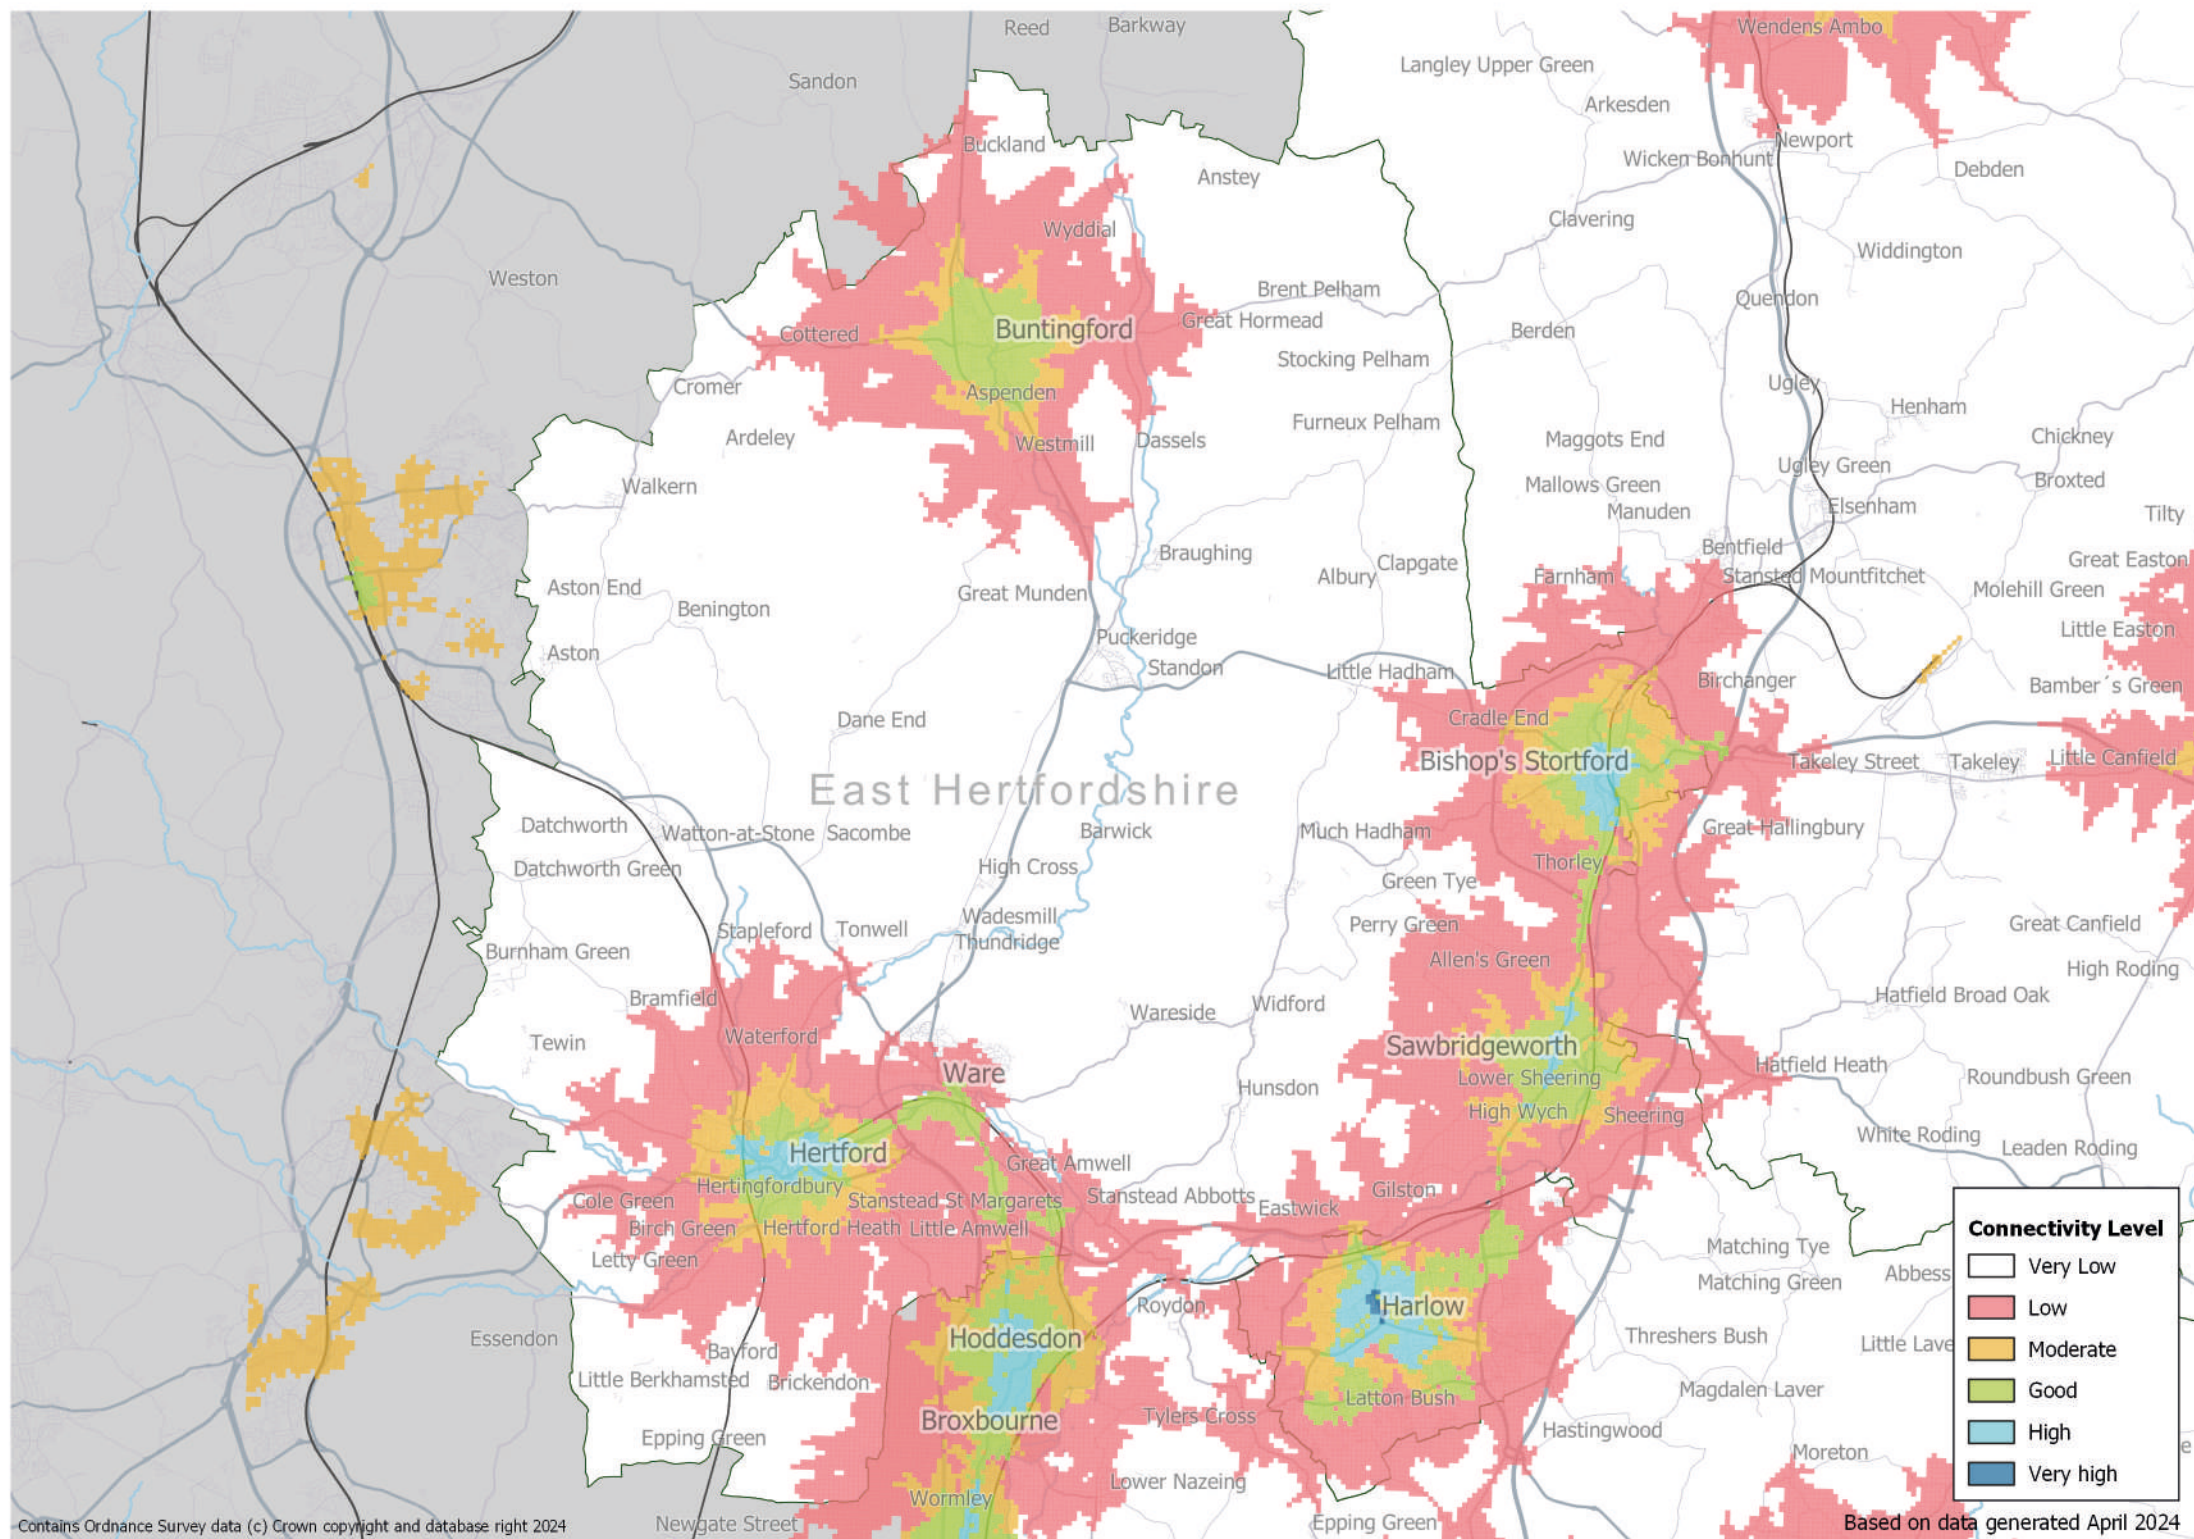 Reed
Barkway
Wendens Ambo
Sandon
Langley Upper Green
Arkesden
Buckland
Newport
Wicken Bonhunt
Debden
Anstey
Clavering
Wyddial
Widdington
Weston
Brent Pelham
Quendon
Cottered
Buntingford
Great Hormead
Berden
Stocking Pelham
Cromer
Aspenden
Ugley
Henham
Furneux Pelham
Ardeley
Westmill
Dassels
Maggots End
Chickney
Ugley Green
Walkern
Mallows Green
Broxted
Manuden
Elsenham
Tilty
Braughing
Clapgate
Bentfield
Great Easton
Aston End
Albury
Farnham
Stansted Mountfitchet
Benington
Great Munden
Molehill Green
Puckeridge
Little Easton
Aston
Standon
Little Hadham
Birchanger
Bamber´s Green
Dane End
Cradle End
Bishop's Stortford
Takeley Street
Takeley
Little Canfield
East Hertfordshire
Datchworth
Watton-at-Stone
Sacombe
Barwick
Much Hadham
Great Hallingbury
Datchworth Green
High Cross
Thorley
Green Tye
Wadesmill
Stapleford
Tonwell
Thundridge
Perry Green
Great Canfield
Burnham Green
Allen's Green
High Roding
Bramfield
Wareside
Widford
Hatfield Broad Oak
Tewin
Waterford
Sawbridgeworth
Ware
Hatfield Heath
Hunsdon
Lower Sheering
Roundbush Green
High Wych
Sheering
Hertford
Great Amwell
White Roding
Leaden Roding
Hertingfordbury
Cole Green
Stanstead St Margarets
Stanstead Abbotts
Gilston
Eastwick
Birch Green
Hertford Heath
Little Amwell
Letty Green
Matching Tye
Matching Green
Abbess
Roydon
Harlow
Essendon
Hoddesdon
Threshers Bush
Little Lave
Bayford
Little Berkhamsted
Brickendon
Latton Bush
Magdalen Laver
Broxbourne
Tylers Cross
Hastingwood
Epping Green
Moreton
Lower Nazeing
Wormley
Newgate Street
Epping Green
Connectivity Level
Very Low
Low
Moderate
Good
High
Very high
Contains Ordnance Survey data (c) Crown copyright and database right 2024
Based on data generated April 2024